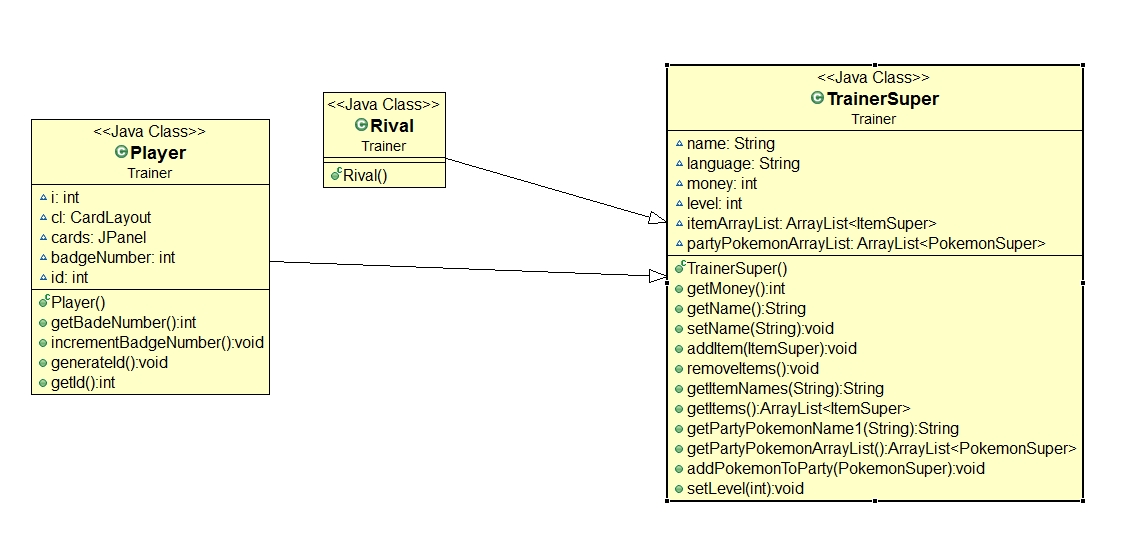 <<Java Class>>
Player
Trainer
i: int
cl: CardLayout
cards: JPanel
badgeNumber: int
id: int
Player()
getBadeNumber():int
incrementBadgeNumber():void
generateId():void
getId():int
<<Java Class>>
Rival
Trainer
Rival()
<<Java Class>>
TrainerSuper
Trainer
name: String
language: String
money: int
level: int
itemArrayList: ArrayList<ItemSuper>
partyPokemonArrayList: ArrayList<PokemonSuper>
TrainerSuper()
getMoney():int
getName():String
setName(String):void
addItem(ItemSuper):void
removeItems():void
getItemNames(String):String
getItems():ArrayList<ItemSuper>
getPartyPokemonName1(String):String
getPartyPokemonArrayList():ArrayList<PokemonSuper>
addPokemonToParty(PokemonSuper):void
setLevel(int):void